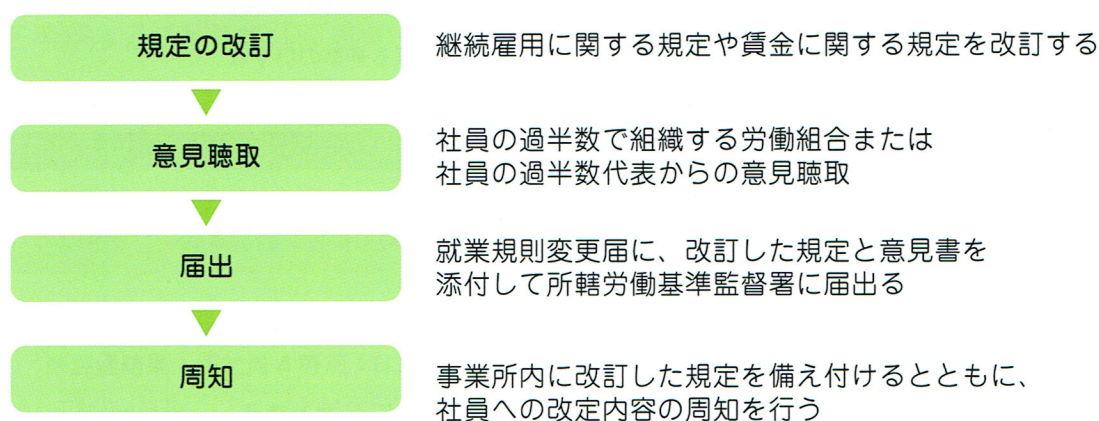 規定の改訂
継続雇用に関する規定や賃金に関する規定を改訂する
意見聴取
社員の過半数で組織する労働組合または
社員の過半数代表からの意見聴取
届出
就業規則変更届に、改訂した規定と意見書を
添付して所轄労働基準監督署に届出る
周知
事業所内に改訂した規定を備え付けるとともに、
社員への改定内容の周知を行う